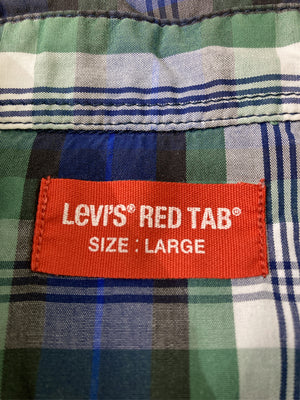 Levi's® RED TAB®
SIZE : LARGE